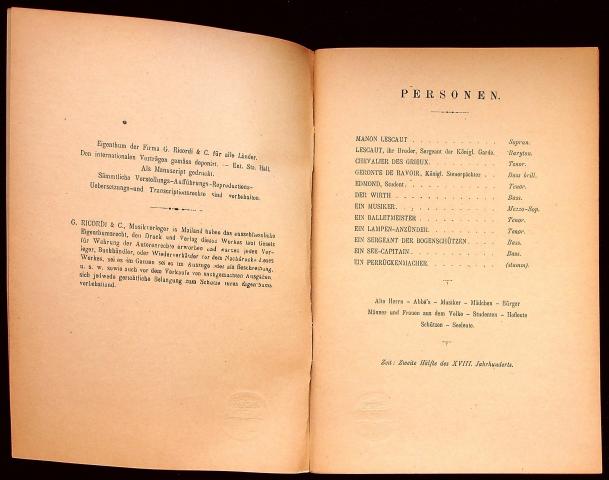 Eigenthum der Firma G. Ricordi & C. für alle Länder.
Den internationalen Verträgen gemäss deponirt. — Ent. Sta. Hall.
Als Manuscript gedruckt.
Sämmtliche Vorstellungs-Aufführungs-Reproductions-
Uebersetzungs-und Transcriptionsrechte sind vorbehalten.
G. RICORDI & C., Musikverleger in Mailand haben das ausschliessliche
Eigenthumsrecht, den Druck und Verlag dieses Werkes laut Gesetz
für Wahrung der Autorenrechte erworben und warnen jeden Ver-
leger, Buchhändler, oder Wiederverkäufer vor dem Nachdrucke dieses
Werkes, sei es im Ganzen sei es im Auszuge oder als Beschreibung,
u. s. w. sowie auch vor dem Verkaufe von nachgemachten Ausgaben,
sich jedwede gerichtliche Belangung zum Schutze ihres Eigenthums
vorbehaltend.
PERSONEN.
MANON LESCAUT . . . . . . . . . . Sopran.
LESCAUT, ihr Bruder, Sergeant der Königl. Garde. Baryton.
CHEVALIER DES GRIEUX. . . . . . . . . Tenor.
GERONTE DE RAVOIR, Königl. Steuerpächter . . Bass brill.
EDMOND, Student. . . . . . . . . . Tenor.
DER WIRTH . . . . . . . . . . Bass.
EIN MUSIKER. . . . . . . . . . Mezzo-Sop.
EIN BALLETMEISTER . . . . . . . . . Tenor.
EIN LAMPEN-ANZÜNDER. . . . . . . . . Tenor.
EIN SERGEANT DER BOGENSCHÜTZEN . . . . . Bass.
EIN SEE-CAPITAIN . . . . . . . . . Bass.
EIN PERRÜCKENMACHER. . . . . . . . . (stumm).
Alte Herrn - Abbé's - Musiker - Mädchen - Bürger
Männer und Frauen aus dem Volke - Studenten - Hofleute
Schützen - Seeleute.
Zeit: Zweite Hälfte des XVIII. Jahrhunderts.